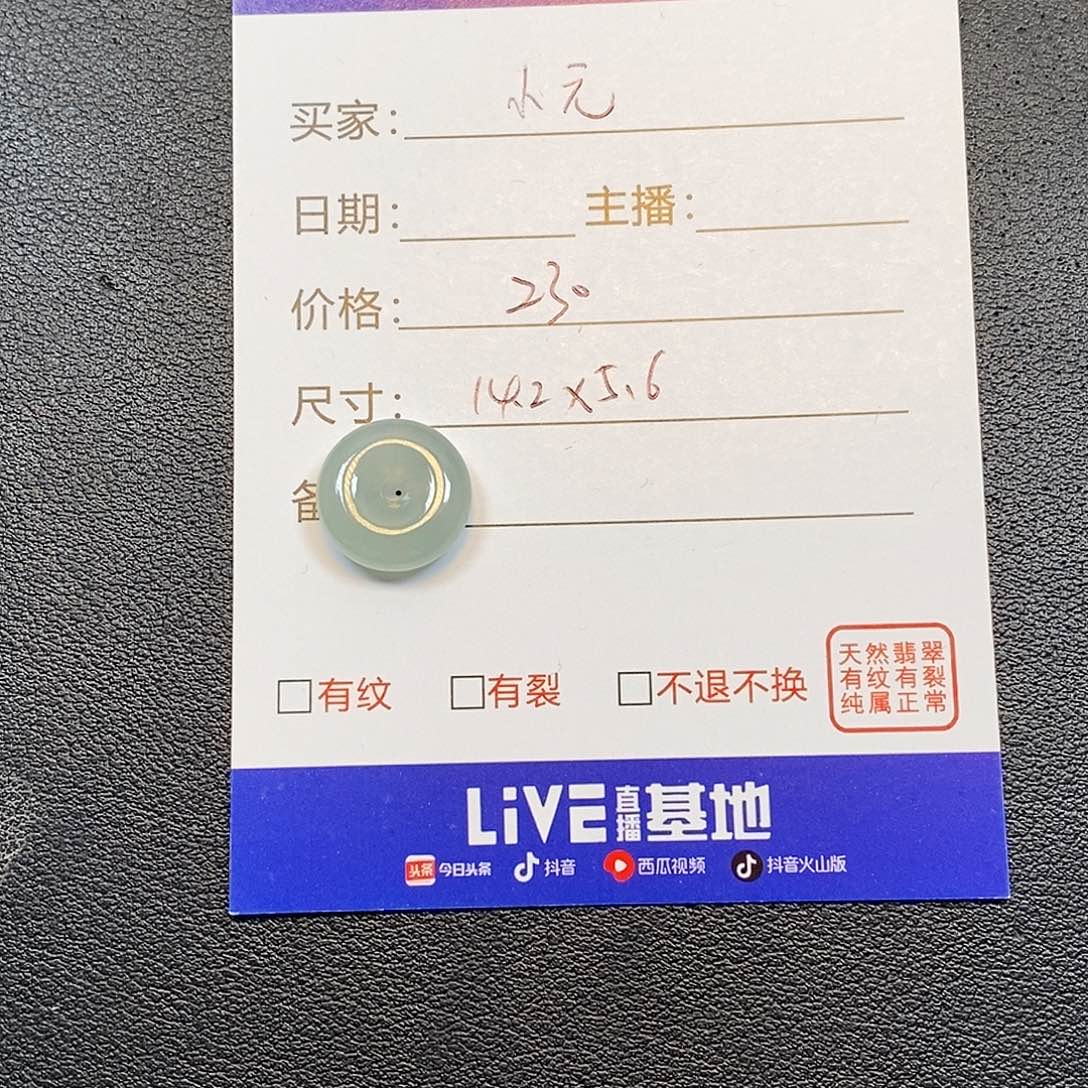 买家: 小元
日期: 主播:
价格: 230
尺寸: 14.2×5.6
备
□有纹 □有裂 □不退不换
天然翡翠
有纹有裂
纯属正常
LiVE直播基地
头条 今日头条 抖音 西瓜视频 抖音火山版